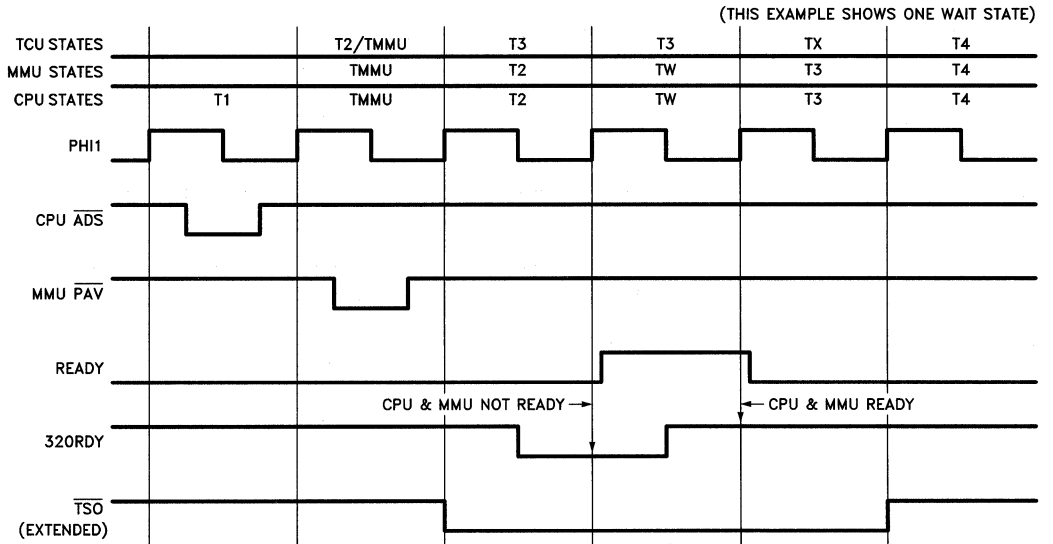 (THIS EXAMPLE SHOWS ONE WAIT STATE)
TCU STATES T2/TMMU T3 T3 TX T4
MMU STATES TMMU T2 TW T3 T4
CPU STATES T1 TMMU T2 TW T3 T4
PHI1
CPU ADS
MMU PAV
READY
CPU & MMU NOT READY CPU & MMU READY
320RDY
TSO
(EXTENDED)